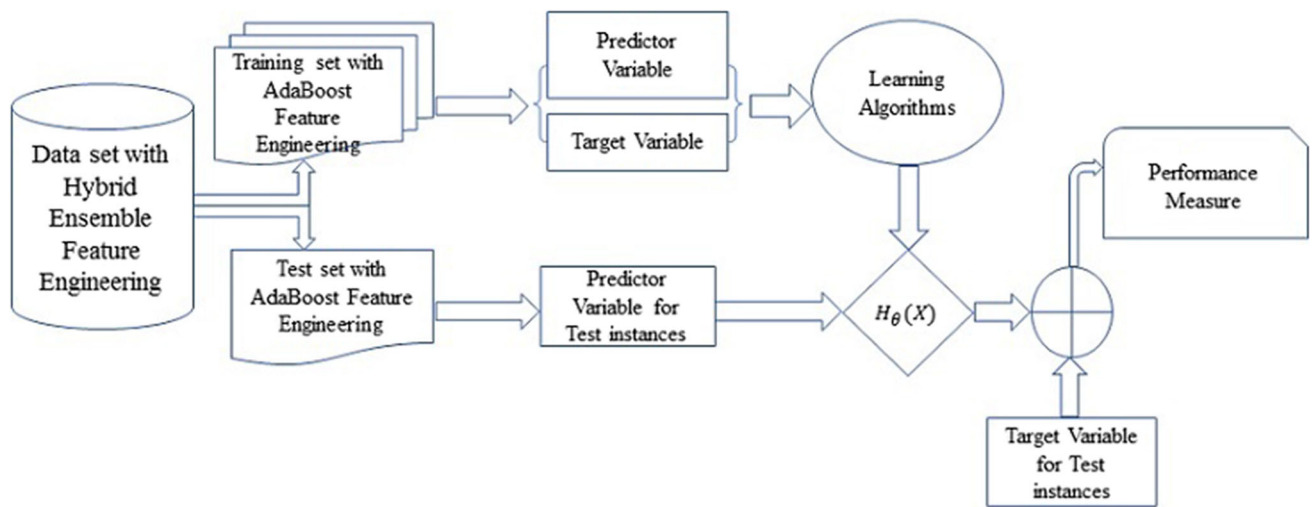 Training set with
AdaBoost
Feature
Engineering
Predictor
Variable
Target Variable
Learning
Algorithms
Data set with
Hybrid
Ensemble
Feature
Engineering
Performance
Measure
Test set with
AdaBoost Feature
Engineering
Predictor
Variable for
Test instances
H_θ(X)
Target Variable
for Test
instances